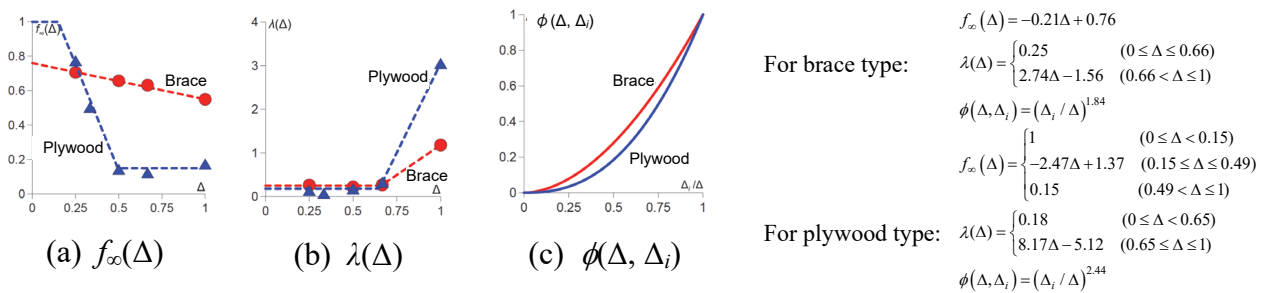 1
f∞(Δ)
0.8
0.6
0.4
0.2
0
Brace
Plywood
Δ
0 0.25 0.5 0.75 1
(a) f∞(Δ)
4
λ(Δ)
3
2
1
0
Plywood
Brace
Δ
0 0.25 0.5 0.75 1
(b) λ(Δ)
1
ϕ(Δ, Δi)
0.8
0.6
0.4
0.2
0
Brace
Plywood
Δi /Δ
0 0.25 0.5 0.75 1
(c) ϕ(Δ, Δi)
f∞(Δ)=−0.21Δ+0.76
For brace type: λ(Δ)={0.25 (0≤Δ≤0.66)
2.74Δ−1.56 (0.66<Δ≤1)
ϕ(Δ,Δi)=(Δi / Δ)^1.84
f∞(Δ)={1 (0≤Δ<0.15)
−2.47Δ+1.37 (0.15≤Δ≤0.49)
0.15 (0.49<Δ≤1)
For plywood type: λ(Δ)={0.18 (0≤Δ<0.65)
8.17Δ−5.12 (0.65≤Δ≤1)
ϕ(Δ,Δi)=(Δi / Δ)^2.44